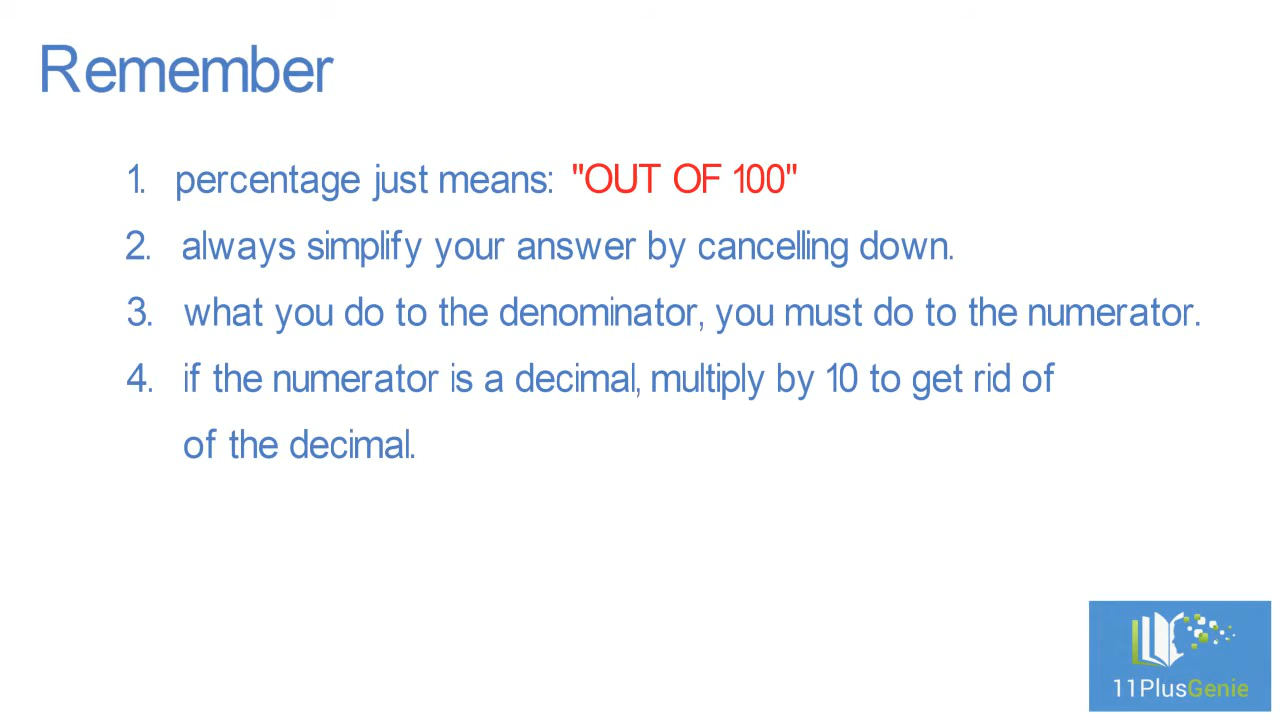 Remember
1. percentage just means: "OUT OF 100"
2. always simplify your answer by cancelling down.
3. what you do to the denominator, you must do to the numerator.
4. if the numerator is a decimal, multiply by 10 to get rid of
of the decimal.
11PlusGenie